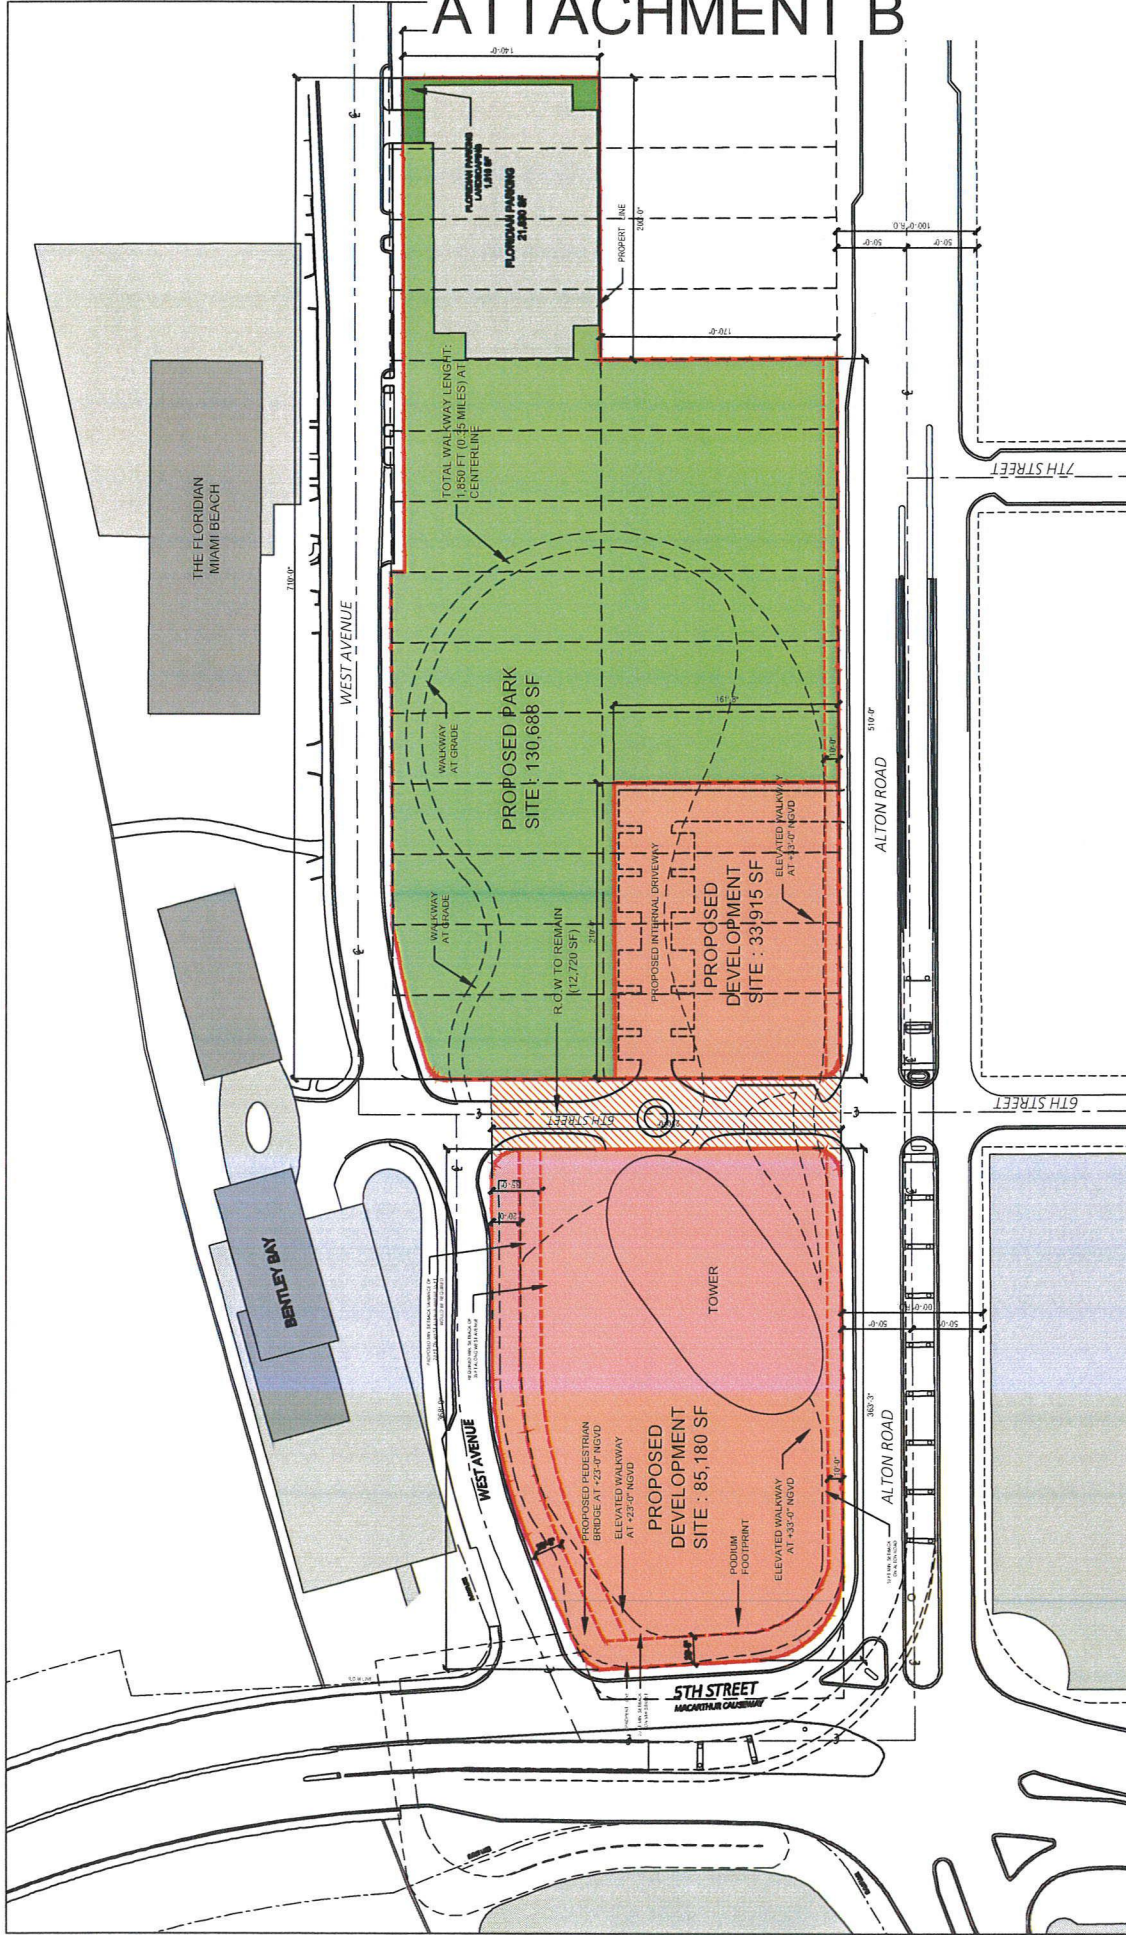 ATTACHMENT B
140'-0"
FLORIDIAN PARKING
LANDSCAPING
FLORIDIAN PARKING
PROPERT LINE
200'-0"
100'-0" R.O.
50'-0"
50'-0"
170'-0"
TOTAL WALKWAY LENGHT:
1,850 FT (0.35 MILES) AT
CENTERLINE
THE FLORIDIAN
MIAMI BEACH
710'-0"
WEST AVENUE
7TH STREET
WALKWAY
AT GRADE
PROPOSED PARK
SITE : 130,688 SF
510'-0"
10'-0"
ALTON ROAD
ELEVATED WALKWAY
AT +33'-0" NGVD
PROPOSED INTERNAL DRIVEWAY
PROPOSED
DEVELOPMENT
SITE : 33,915 SF
WALKWAY
AT GRADE
210'-0"
R.O.W TO REMAIN
(12,720 SF)
6TH STREET
6TH STREET
BENTLEY BAY
20'-0"
TOWER
50'-0"
50'-0"
363'-3"
WEST AVENUE
PROPOSED PEDESTRIAN
BRIDGE AT +23'-0" NGVD
ELEVATED WALKWAY
AT +23'-0" NGVD
PROPOSED
DEVELOPMENT
SITE : 85,180 SF
PODIUM
FOOTPRINT
ELEVATED WALKWAY
AT +33'-0" NGVD
10'-0"
ALTON ROAD
5TH STREET
MACARTHUR CAUSEWAY